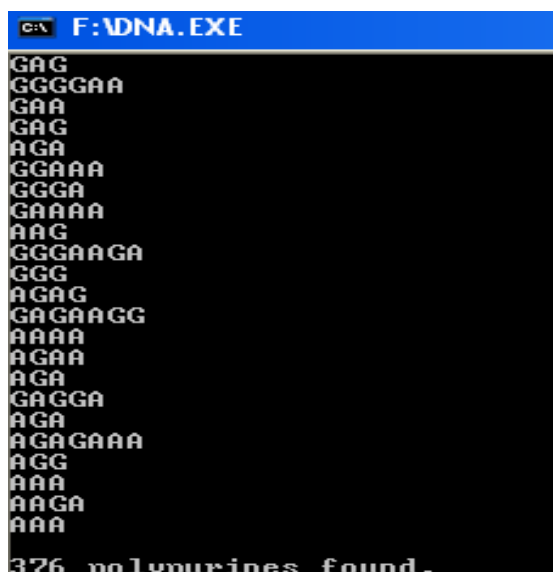 C:\ F:\DNA.EXE
GAG
GGGGAA
GAA
GAG
AGA
GGAAA
GGGA
GAAAA
AAG
GGGAAGA
GGG
AGAG
GAGAAGG
AAAA
AGAA
AGA
GAGGA
AGA
AGAGAAA
AGG
AAA
AAGA
AAA
376 polypurines found.